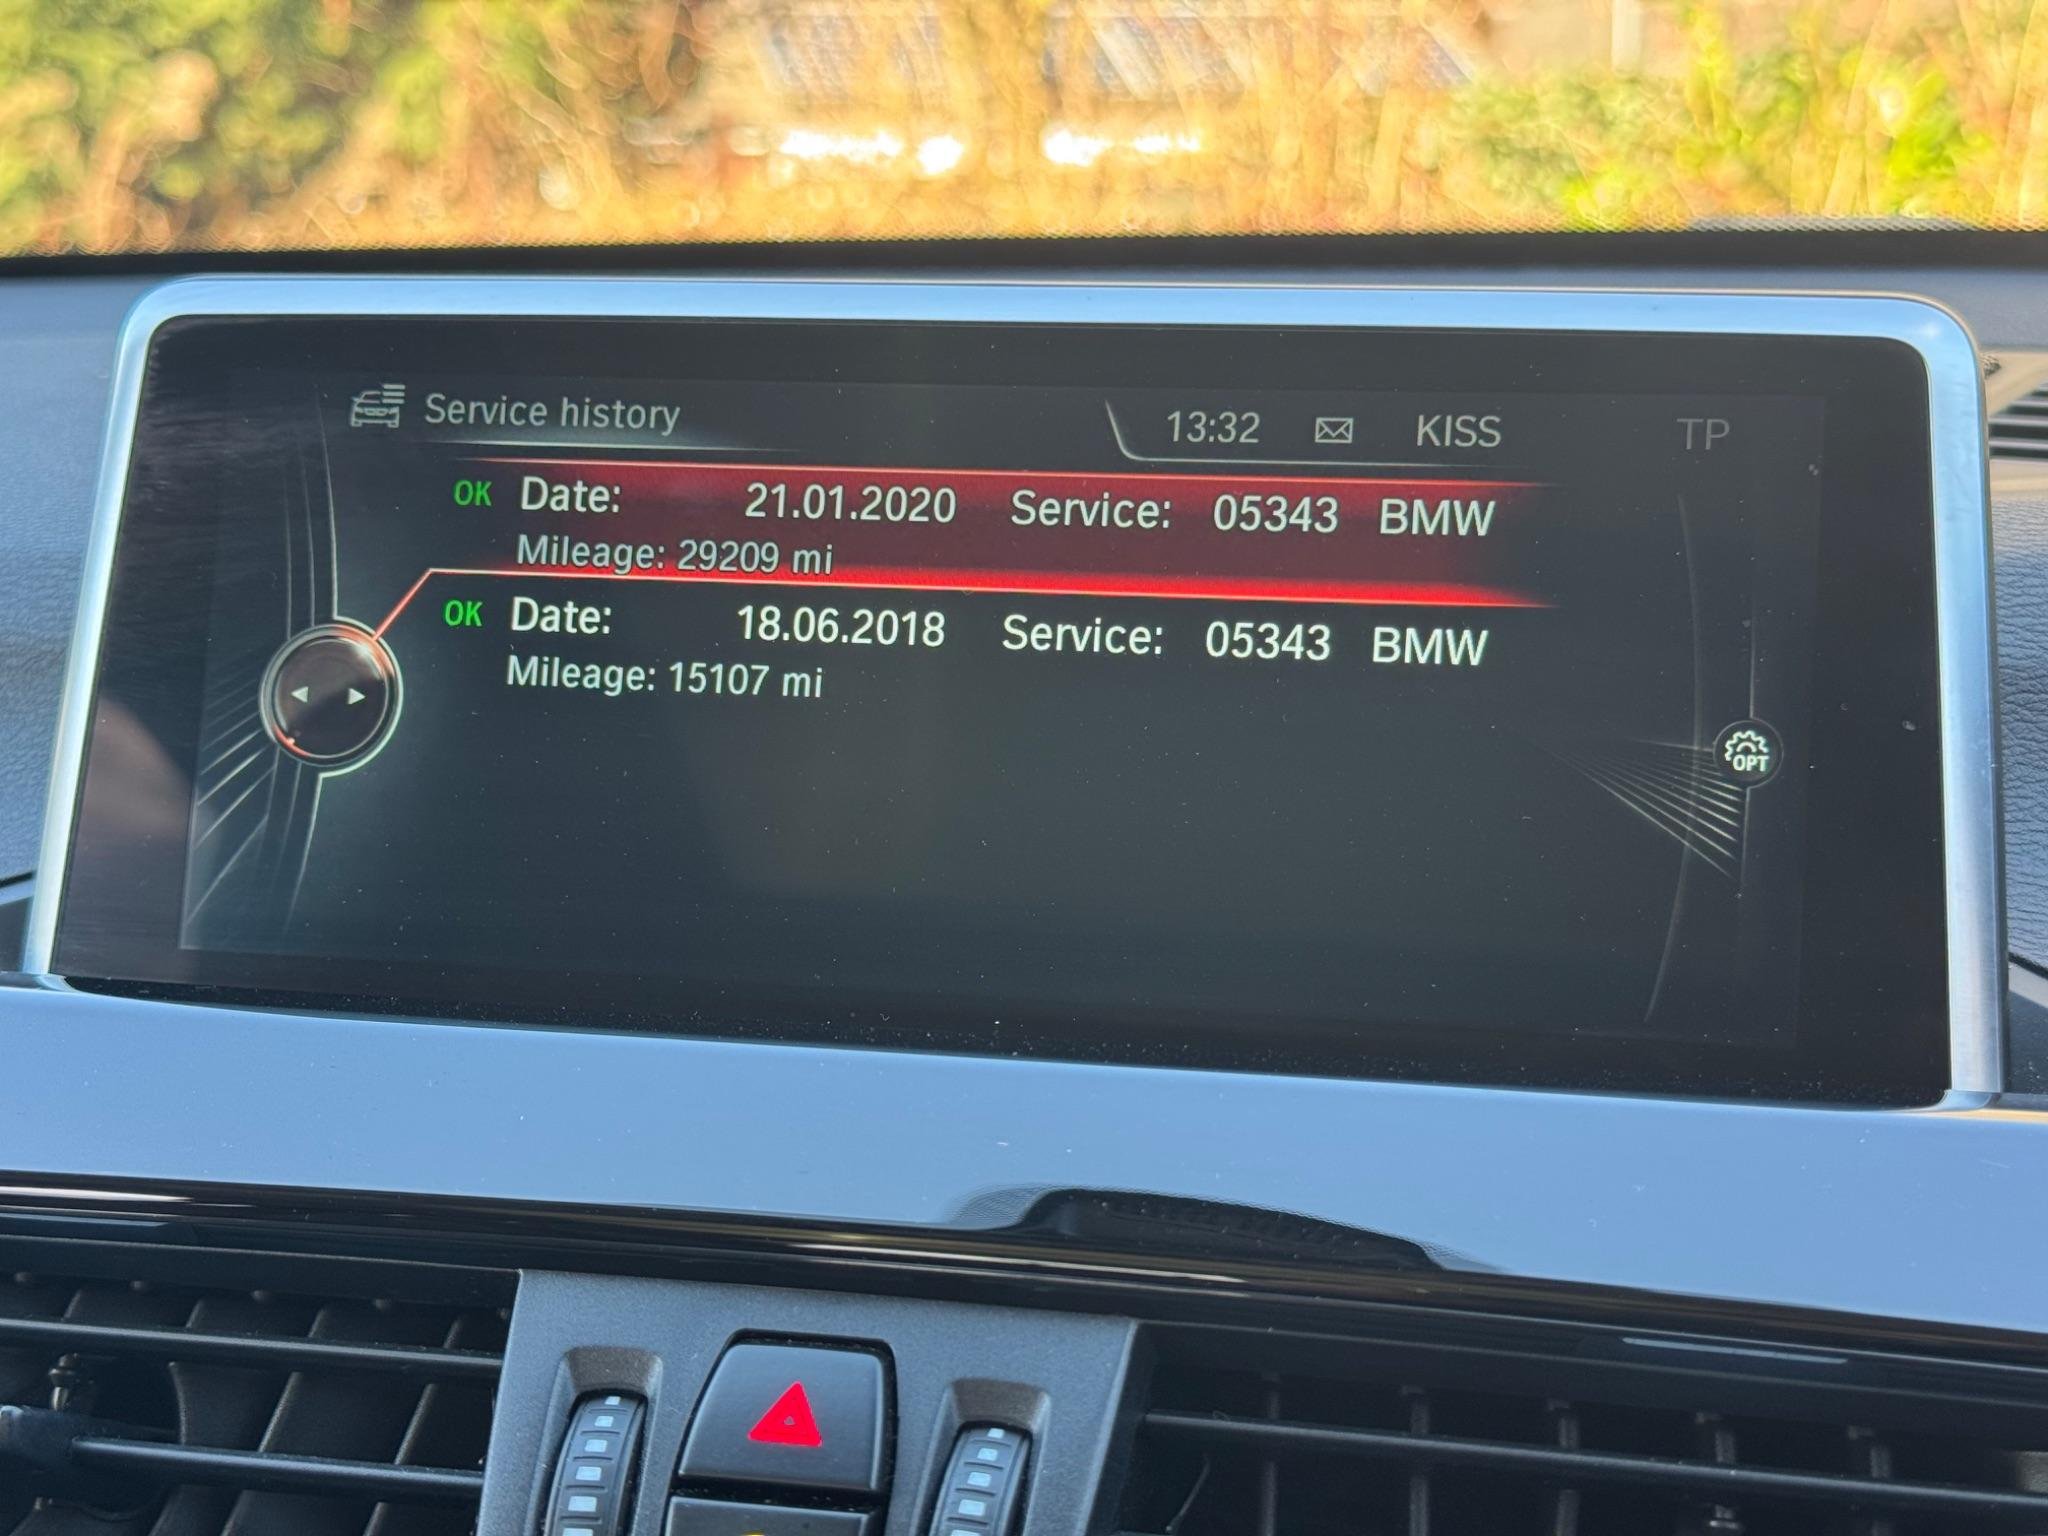 Service history 13:32 KISS TP
OK Date: 21.01.2020 Service: 05343 BMW
Mileage: 29209 mi
OK Date: 18.06.2018 Service: 05343 BMW
Mileage: 15107 mi
OPT